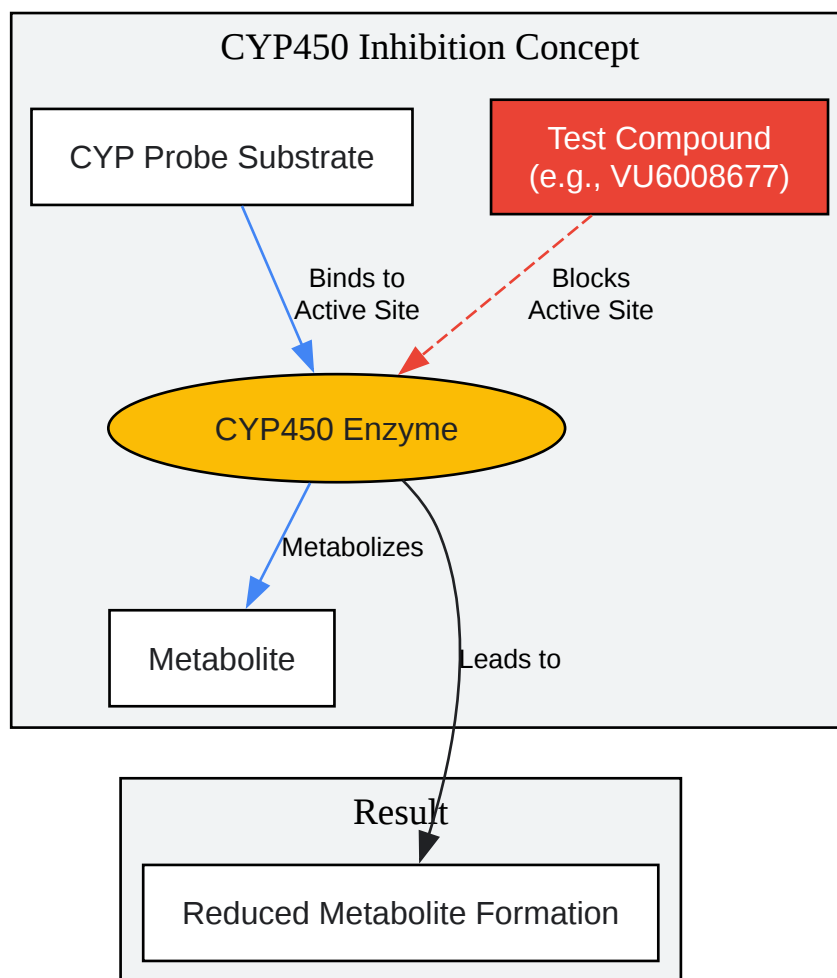 CYP450 Inhibition Concept
CYP Probe Substrate
Test Compound
(e.g., VU6008677)
Binds to
Active Site
Blocks
Active Site
CYP450 Enzyme
Metabolizes
Metabolite
Leads to
Result
Reduced Metabolite Formation